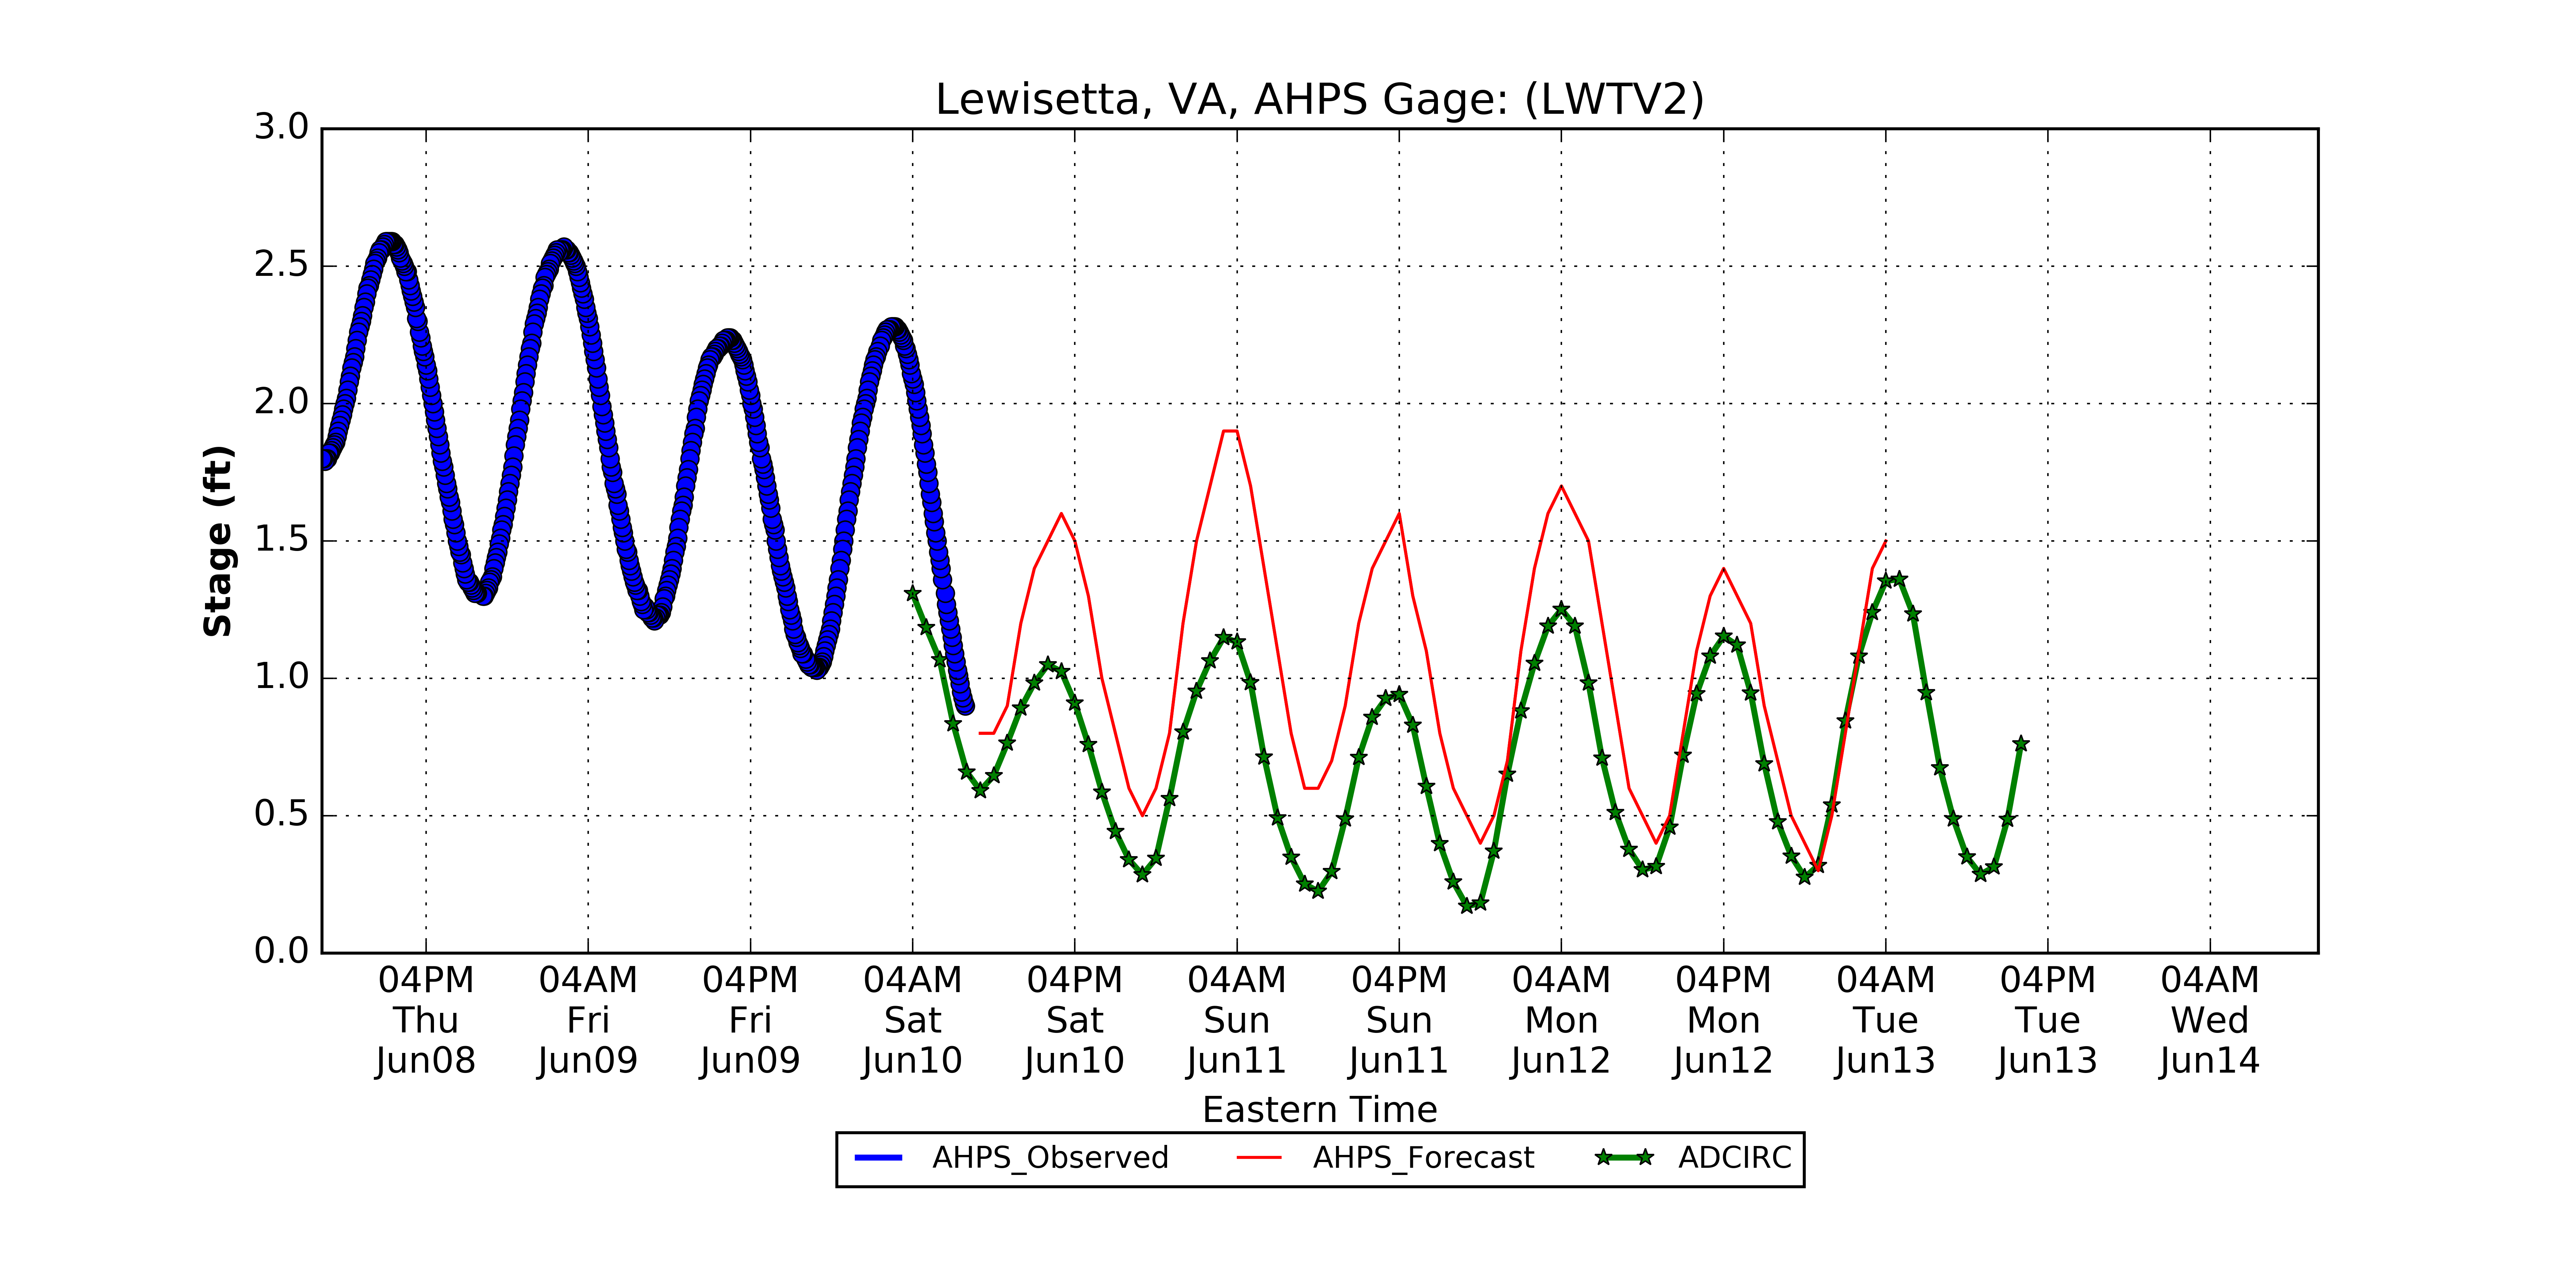 Lewisetta, VA, AHPS Gage: (LWTV2)
3.0
2.5
2.0
1.5
1.0
0.5
0.0
Stage (ft)
04PM 04AM 04PM 04AM 04PM 04AM 04PM 04AM 04PM 04AM 04PM 04AM
Thu Fri Fri Sat Sat Sun Sun Mon Mon Tue Tue Wed
Jun08 Jun09 Jun09 Jun10 Jun10 Jun11 Jun11 Jun12 Jun12 Jun13 Jun13 Jun14
Eastern Time
AHPS_Observed AHPS_Forecast ADCIRC